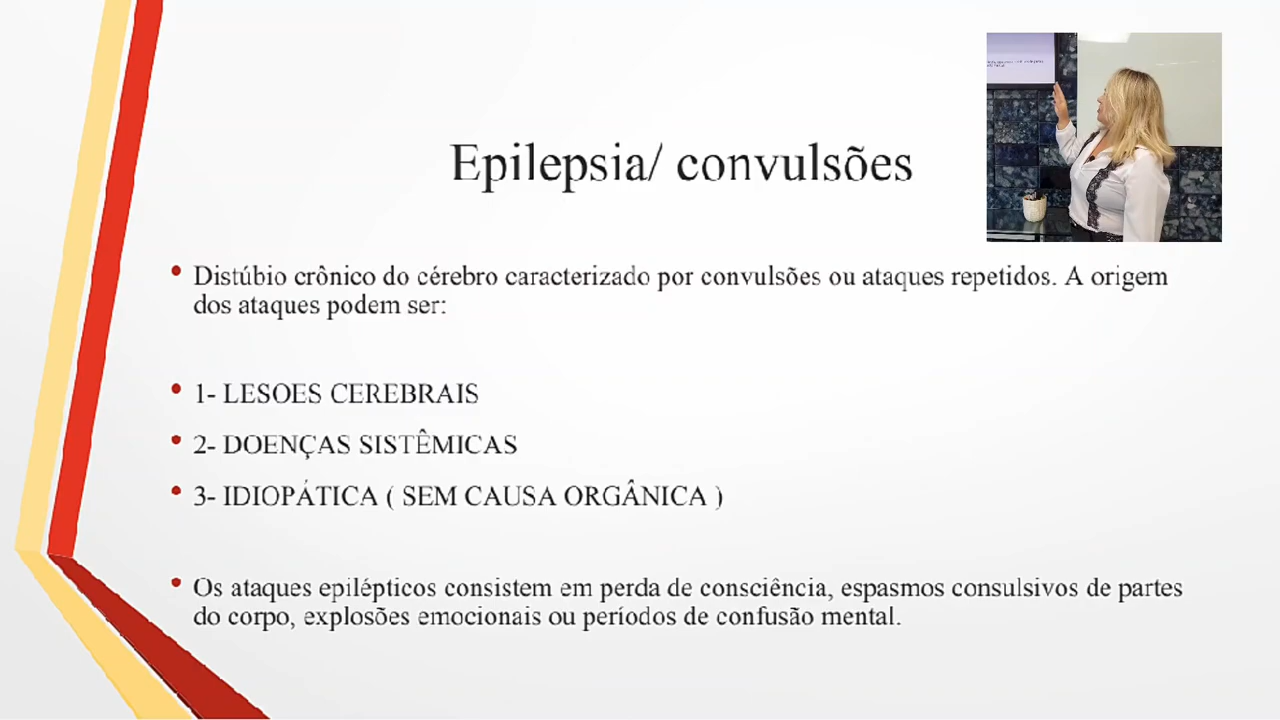 Epilepsia/ convulsões
• Distúbio crônico do cérebro caracterizado por convulsões ou ataques repetidos. A origem
dos ataques podem ser:
• 1- LESOES CEREBRAIS
• 2- DOENÇAS SISTÊMICAS
• 3- IDIOPÁTICA ( SEM CAUSA ORGÂNICA )
• Os ataques epilépticos consistem em perda de consciência, espasmos consulsivos de partes
do corpo, explosões emocionais ou períodos de confusão mental.